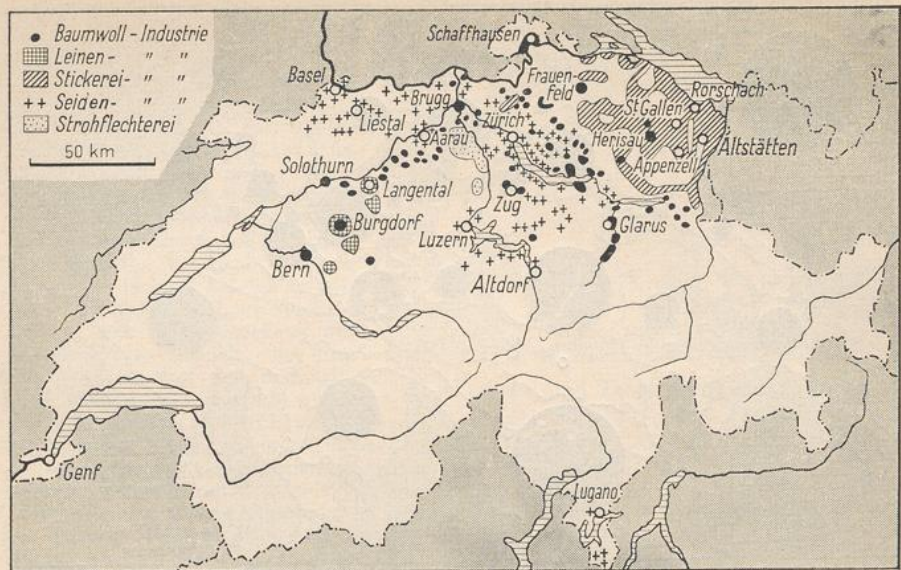 Baumwoll - Industrie
Leinen- " "
Stickerei- " "
Seiden- " "
Strohflechterei
50 km
Schaffhausen
Basel
Frauen-
feld
Rorschach
Brugg
St.Gallen
Liestal
Zürich
Aarau
Herisau
Altstätten
Appenzell
Solothurn
Langental
Zug
Burgdorf
Luzern
Glarus
Bern
Altdorf
Genf
Lugano